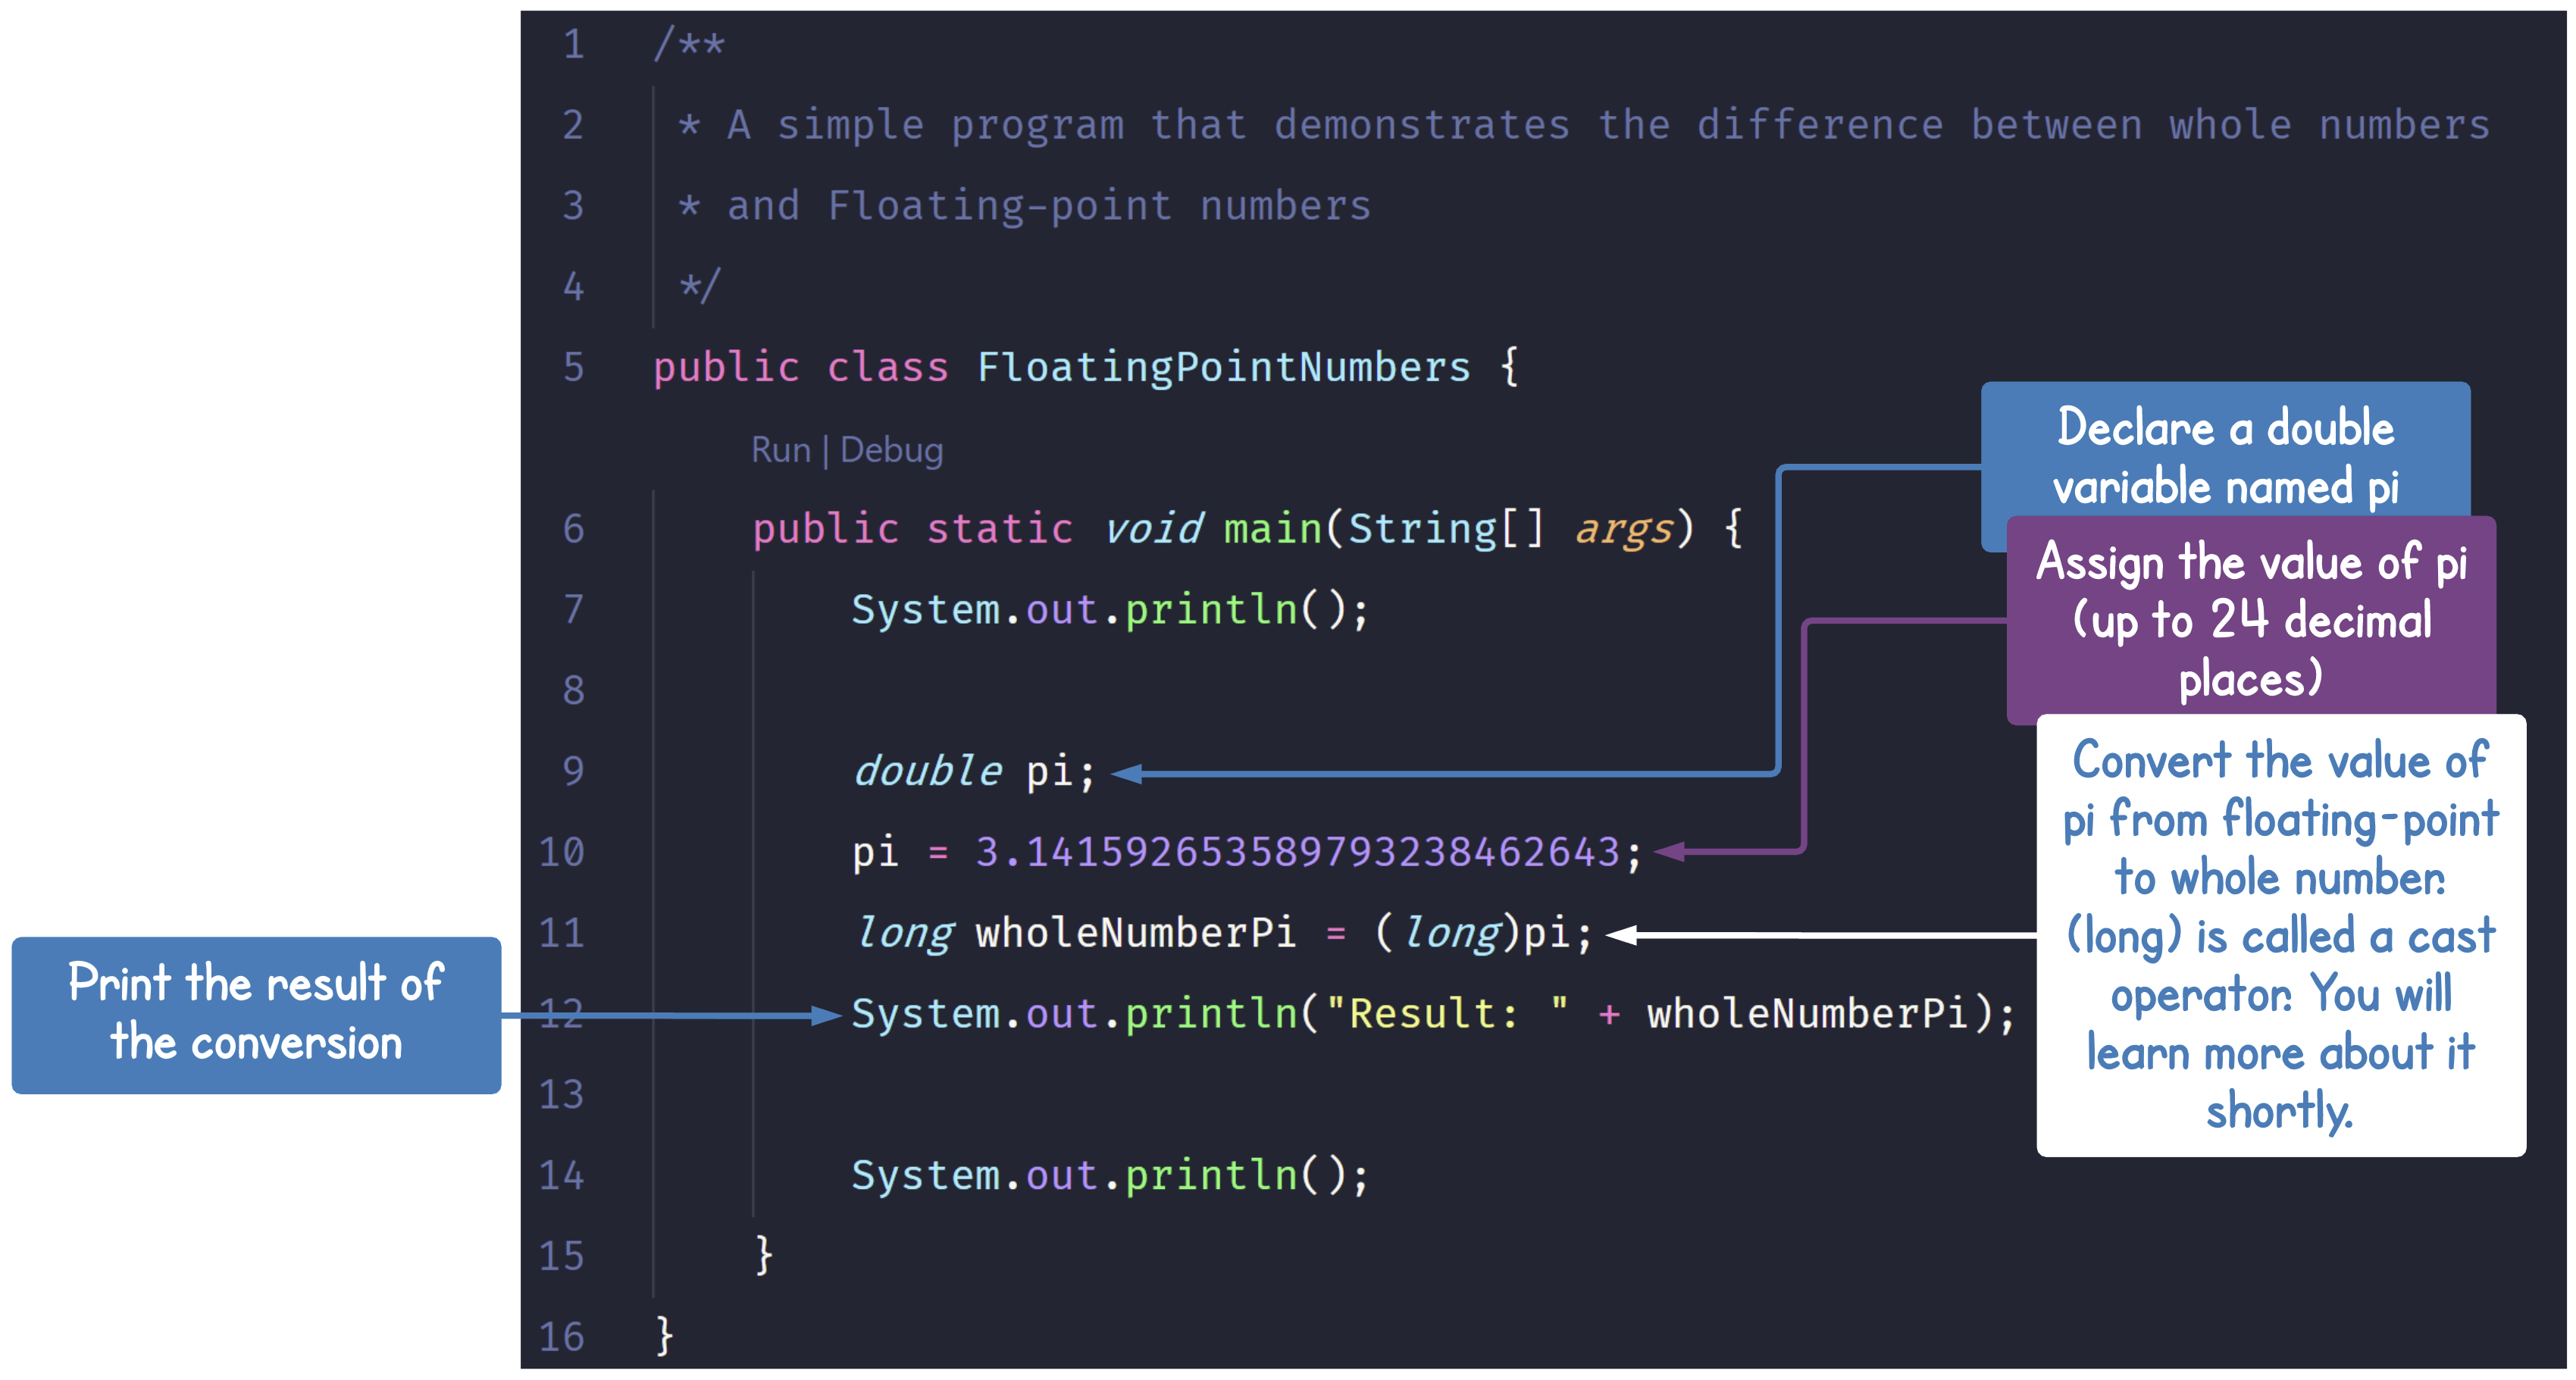 1 /**
2 * A simple program that demonstrates the difference between whole numbers
3 * and Floating-point numbers
4 */
5 public class FloatingPointNumbers {
Run | Debug
6 public static void main(String[] args) {
7 System.out.println();
8
9 double pi;
10 pi = 3.141592653589793238462643;
11 long wholeNumberPi = (long)pi;
12 System.out.println("Result: " + wholeNumberPi);
13
14 System.out.println();
15 }
16 }
Declare a double
variable named pi
Assign the value of pi
(up to 24 decimal
places)
Convert the value of
pi from floating-point
to whole number.
(long) is called a cast
operator. You will
learn more about it
shortly.
Print the result of
the conversion